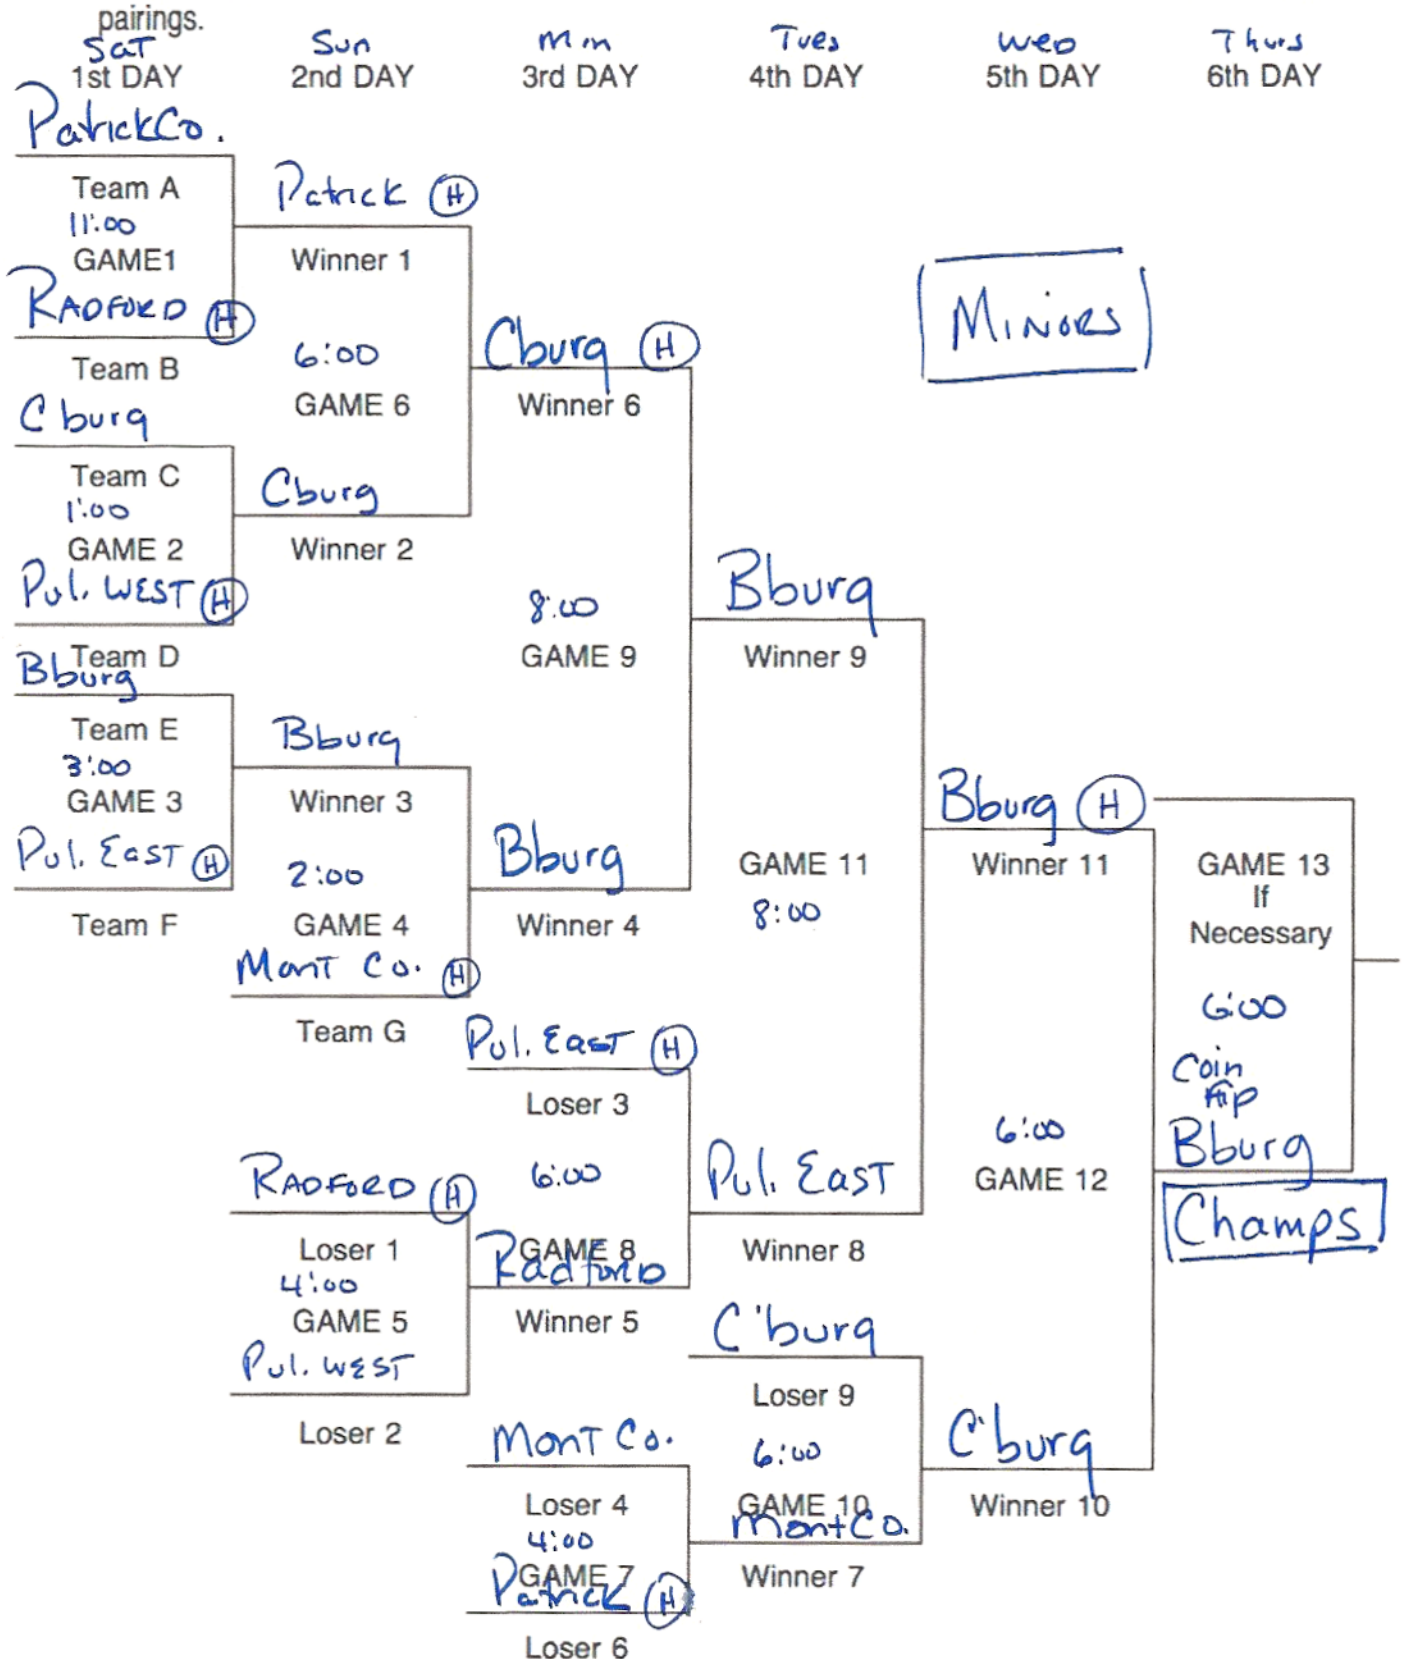 pairings.
Sat Sun Mon Tues Wed Thurs
1st DAY 2nd DAY 3rd DAY 4th DAY 5th DAY 6th DAY
Patrick Co.
Team A
11:00
GAME1
RADFORD H
Team B
Cburg
Team C
1:00
GAME 2
Pul. WEST H
Team D
Bburg
Team E
3:00
GAME 3
Pul. East H
Team F
Patrick H
Winner 1
6:00
GAME 6
Cburg
Winner 2
Bburg
Winner 3
2:00
GAME 4
Mont Co. H
Team G
RADFORD H
Loser 1
4:00
GAME 5
Pul. WEST
Loser 2
Cburg H
Winner 6
8:00
GAME 9
Bburg
Winner 4
Pul. East H
Loser 3
6:00
GAME 8
Radford
Winner 5
Mont Co.
Loser 4
4:00
GAME 7
Patrick H
Loser 6
Bburg
Winner 9
GAME 11
8:00
Pul. East
Winner 8
C'burg
Loser 9
6:00
GAME 10
Mont Co.
Winner 7
MINORS
Bburg H
Winner 11
6:00
GAME 12
C'burg
Winner 10
GAME 13
If
Necessary
6:00
Coin
flip
Bburg
Champs